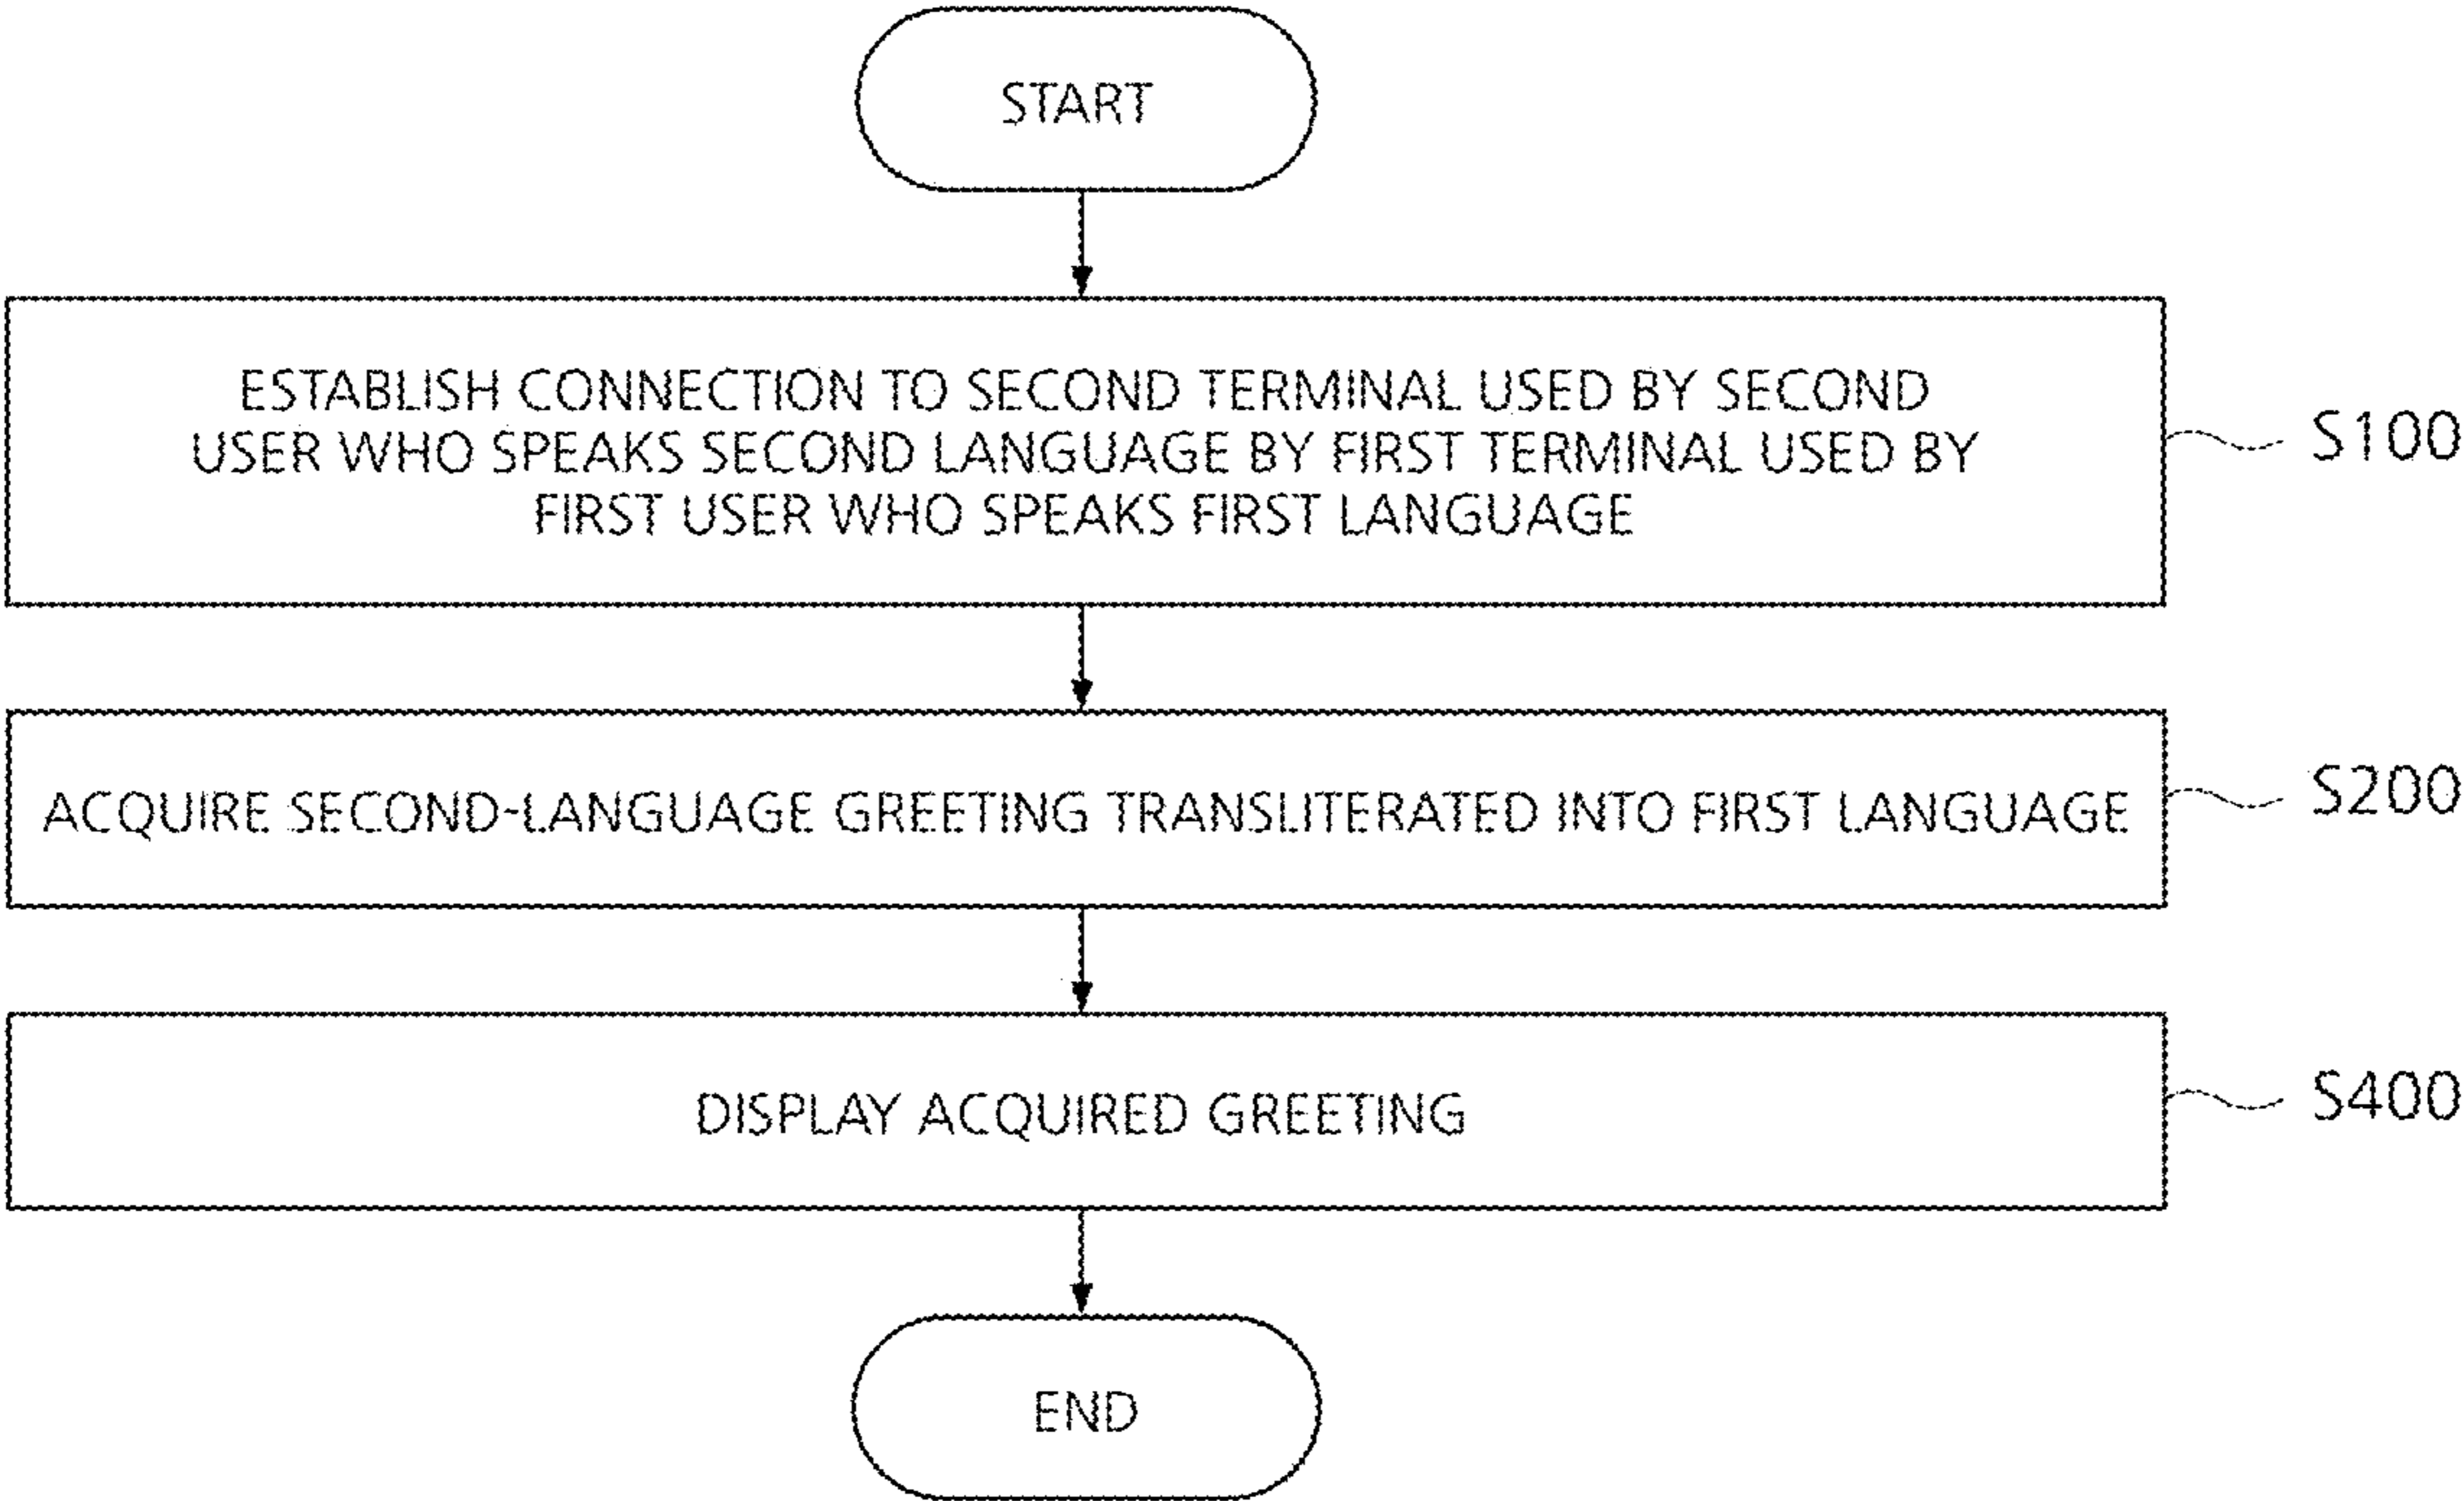 START
ESTABLISH CONNECTION TO SECOND TERMINAL USED BY SECOND
USER WHO SPEAKS SECOND LANGUAGE BY FIRST TERMINAL USED BY
FIRST USER WHO SPEAKS FIRST LANGUAGE
S100
ACQUIRE SECOND-LANGUAGE GREETING TRANSLITERATED INTO FIRST LANGUAGE
S200
DISPLAY ACQUIRED GREETING
S400
END